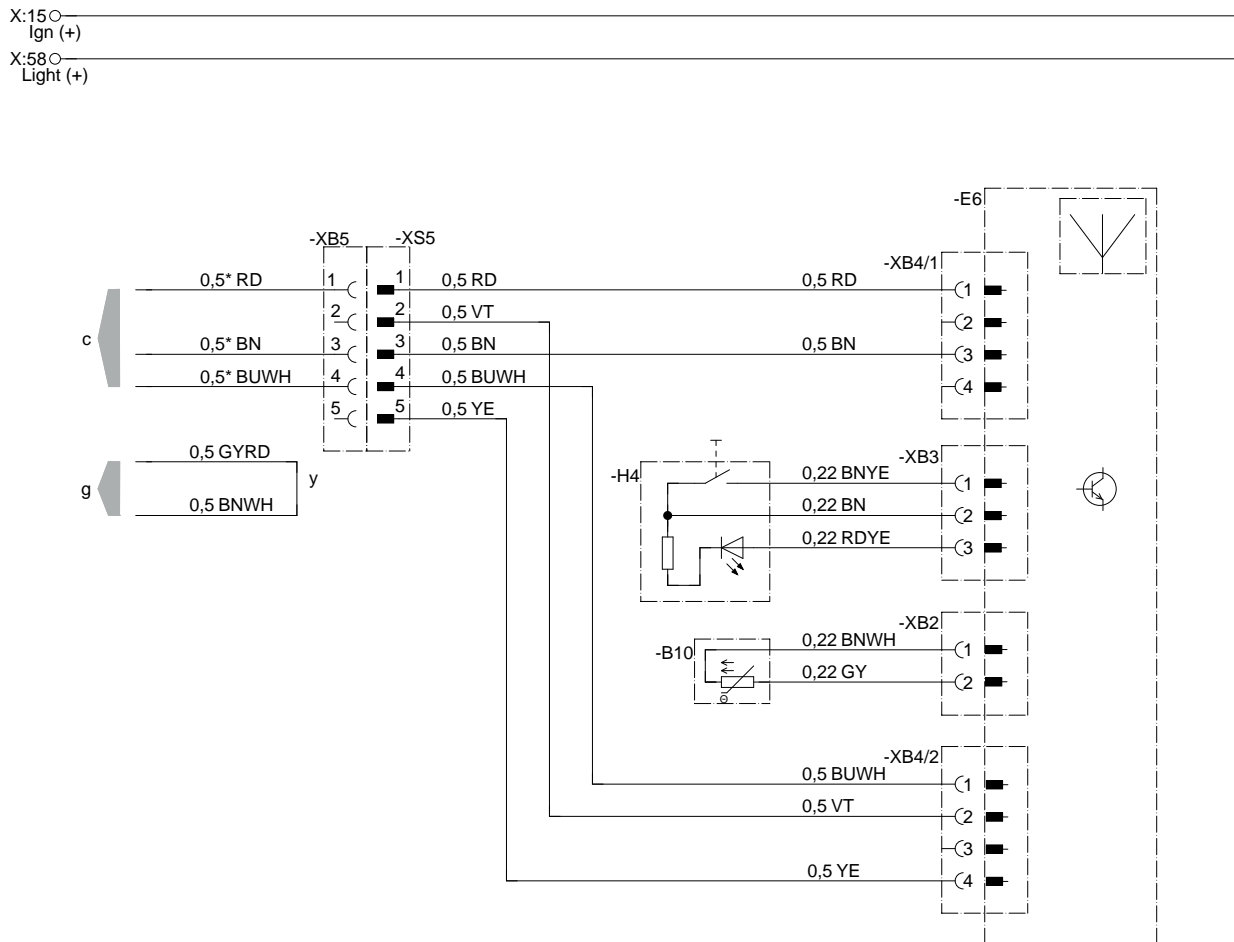 X:15
Ign (+)
X:58
Light (+)
-E6
-XB5 -XS5
-XB4/1
0,5* RD 1 1 0,5 RD 0,5 RD 1
2 2 0,5 VT 2
c 0,5* BN 3 3 0,5 BN 0,5 BN 3
0,5* BUWH 4 4 0,5 BUWH 4
5 5 0,5 YE
0,5 GYRD
g y
0,5 BNWH
-H4 -XB3
0,22 BNYE 1
0,22 BN 2
0,22 RDYE 3
-XB2
-B10 0,22 BNWH 1
0,22 GY 2
Θ
-XB4/2
0,5 BUWH 1
0,5 VT 2
3
0,5 YE 4